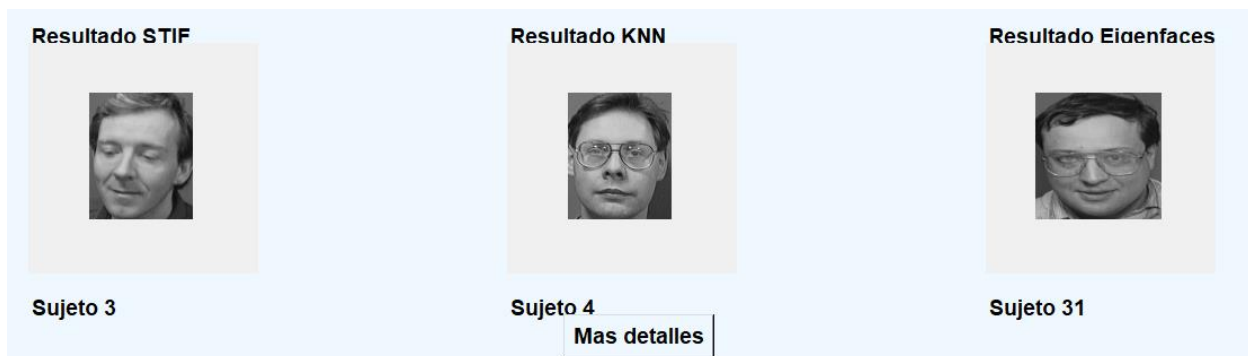 Resultado STIF
Resultado KNN
Resultado Eigenfaces
Sujeto 3
Sujeto 4
Sujeto 31
Mas detalles